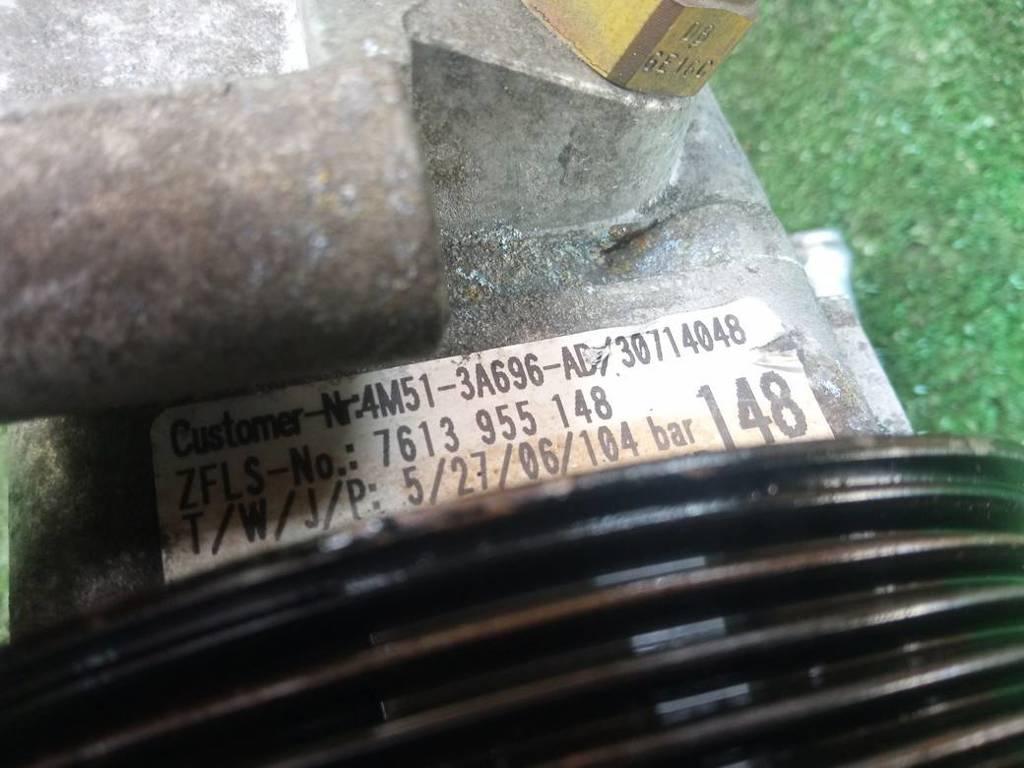 Customer-Nr.4M51-3A696-AD/30714048
ZFLS-No.: 7613 955 148
T/W/J/P: 5/27/06/104 bar
148